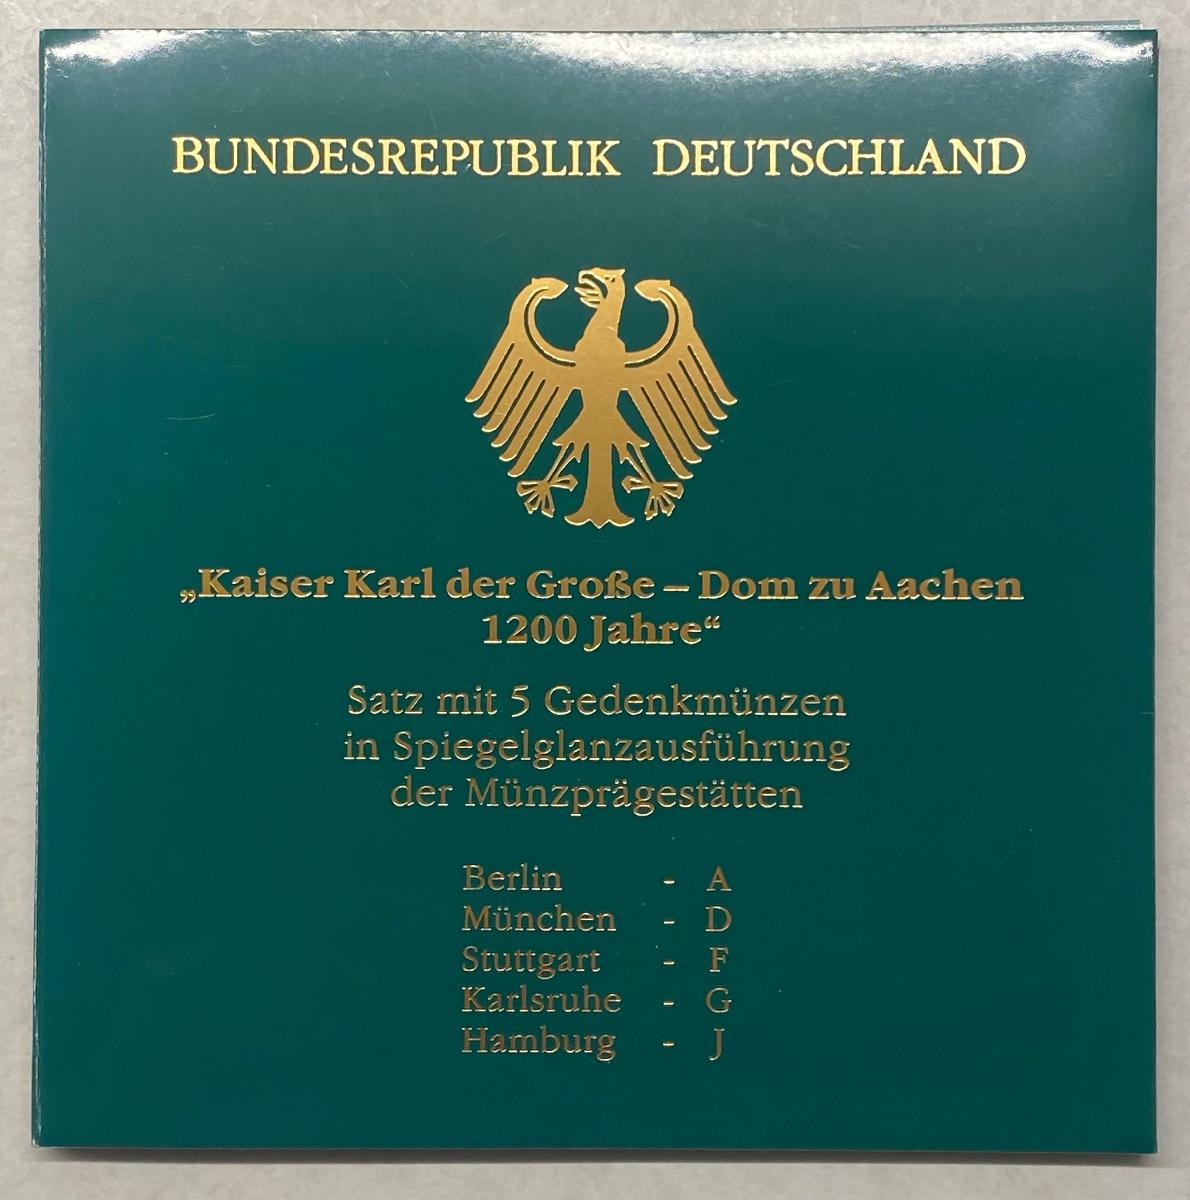 BUNDESREPUBLIK DEUTSCHLAND
„Kaiser Karl der Große – Dom zu Aachen
1200 Jahre“
Satz mit 5 Gedenkmünzen
in Spiegelglanzausführung
der Münzprägestätten
Berlin - A
München - D
Stuttgart - F
Karlsruhe - G
Hamburg - J